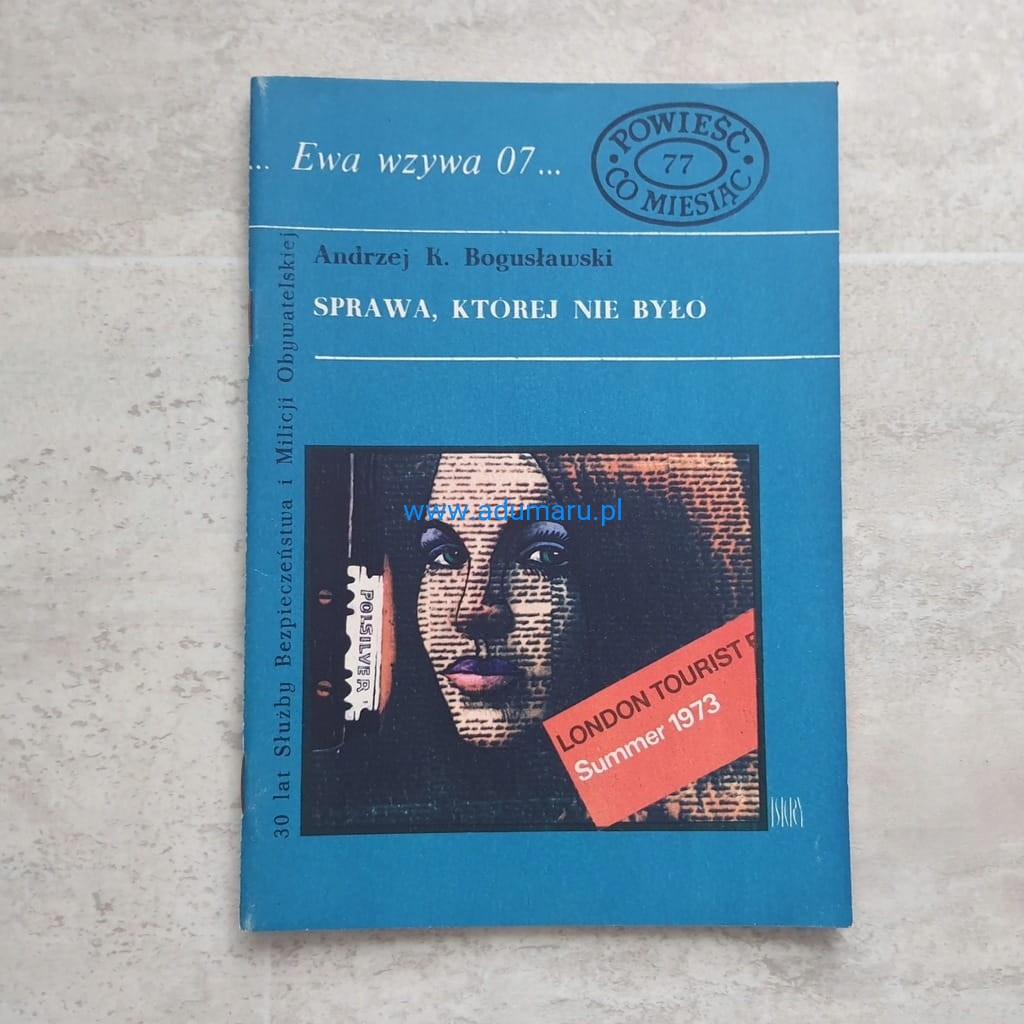 ... Ewa wzywa 07...
POWIEŚĆ
77
CO MIESIĄC
Andrzej K. Bogusławski
SPRAWA, KTÓREJ NIE BYŁO
30 lat Służby Bezpieczeństwa i Milicji Obywatelskiej
www.adumaru.pl
POLSILVER
LONDON TOURIST
Summer 1973
ISKRY